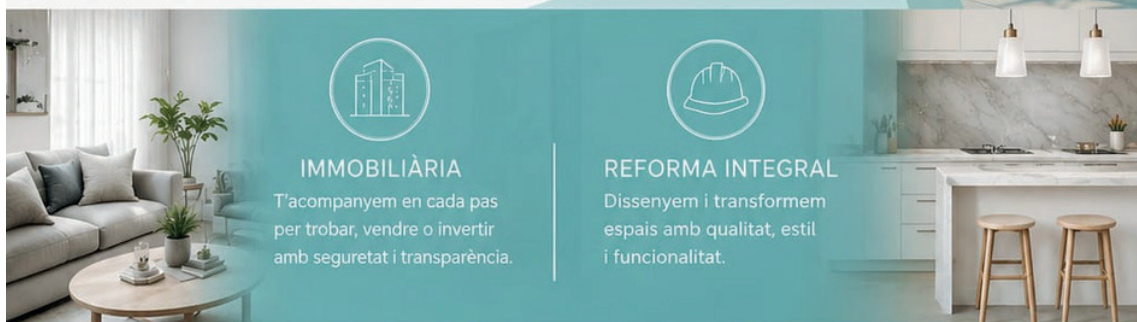 IMMOBILIÀRIA
T'acompanyem en cada pas
per trobar, vendre o invertir
amb seguretat i transparència.
REFORMA INTEGRAL
Dissenyem i transformem
espais amb qualitat, estil
i funcionalitat.